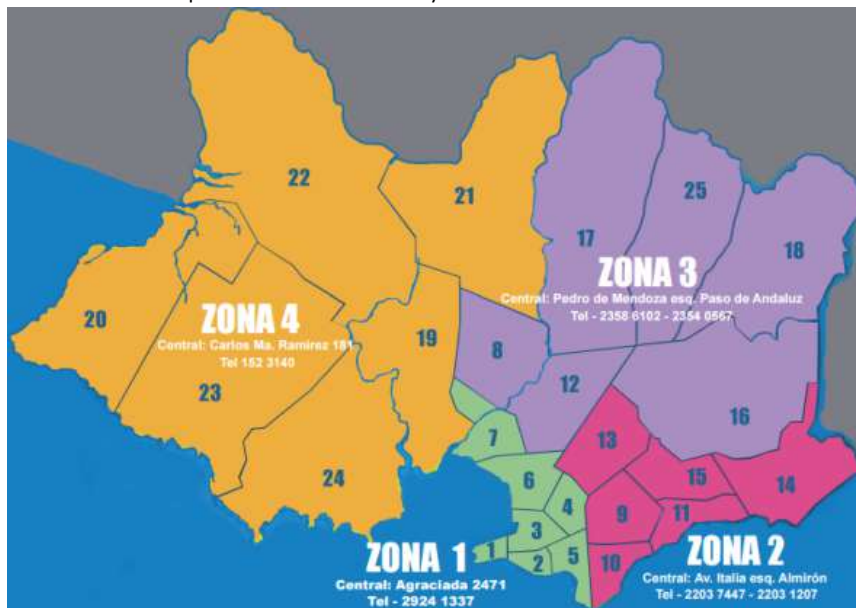 22
21
25
17
18
ZONA 3
Central: Pedro de Mendoza esq. Paso de Andaluz
Tel - 2358 6102 - 2354 0567
20
ZONA 4
Central: Carlos Ma. Ramirez 181
Tel 152 3140
19
8
12
23
16
7
13
24
6
15
14
4
9
11
3
1
2
5
10
ZONA 1
Central: Agraciada 2471
Tel - 2924 1337
ZONA 2
Central: Av. Italia esq. Almirón
Tel - 2203 7447 - 2203 1207